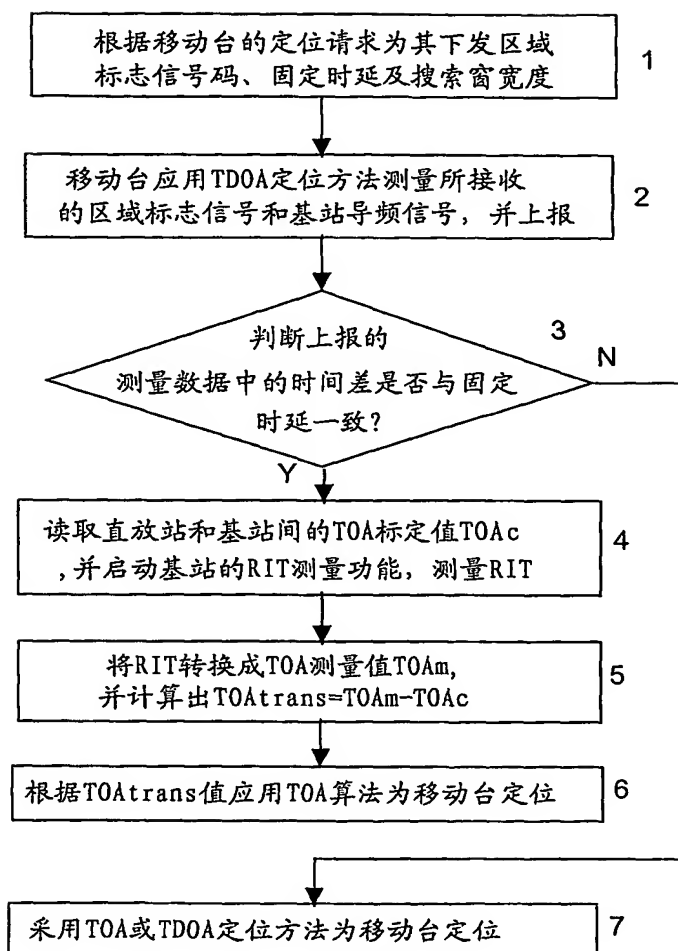 根据移动台的定位请求为其下发区域
标志信号码、固定时延及搜索窗宽度
1
移动台应用TDOA定位方法测量所接收
的区域标志信号和基站导频信号，并上报
2
3
判断上报的
测量数据中的时间差是否与固定
时延一致?
N
Y
读取直放站和基站间的TOA标定值TOAc
,并启动基站的RIT测量功能，测量RIT
4
将RIT转换成TOA测量值TOAm,
并计算出TOAtrans=TOAm-TOAc
5
根据TOAtrans值应用TOA算法为移动台定位
6
采用TOA或TDOA定位方法为移动台定位
7